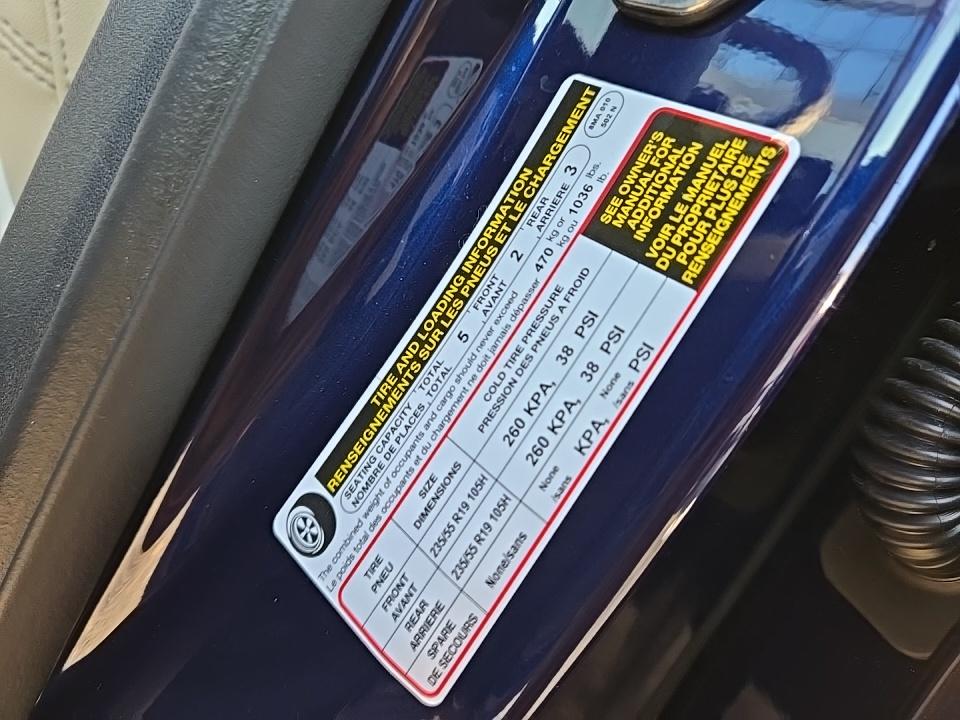 TIRE AND LOADING INFORMATION
RENSEIGNEMENTS SUR LES PNEUS ET LE CHARGEMENT
8MA 010
502 N
SEATING CAPACITY TOTAL 5 FRONT 2 REAR 3
NOMBRE DE PLACES TOTAL AVANT ARRIERE
The combined weight of occupants and cargo should never exceed 470 kg or 1036 lbs.
Le poids total des occupants et du chargement ne doit jamais dépasser kg ou lb.
TIRE SIZE COLD TIRE PRESSURE
PNEU DIMENSIONS PRESSION DES PNEUS A FROID
FRONT 235/55 R19 105H 260 KPA, 38 PSI
AVANT
REAR 235/55 R19 105H 260 KPA, 38 PSI
ARRIERE
SPARE None/sans None /sans KPA, None /sans PSI
DE SECOURS
SEE OWNER'S
MANUAL FOR
ADDITIONAL
INFORMATION
VOIR LE MANUEL
DU PROPRIETAIRE
POUR PLUS DE
RENSEIGNEMENTS